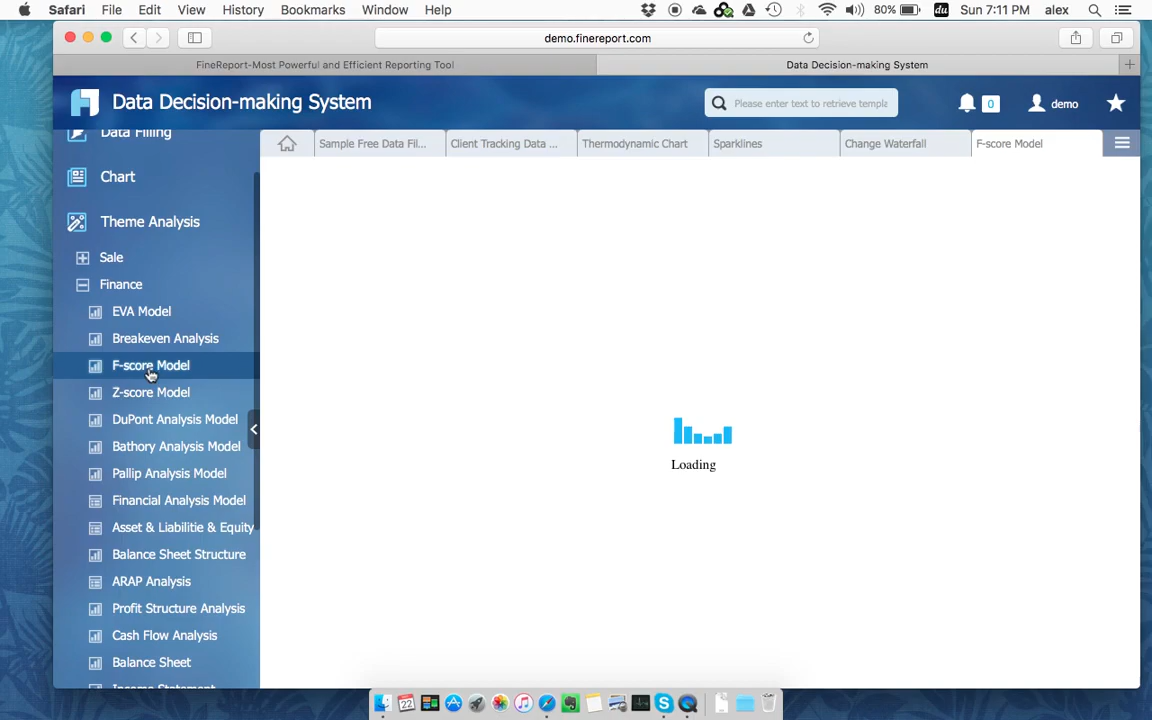 Safari File Edit View History Bookmarks Window Help 80% du Sun 7:11 PM alex
demo.finereport.com
FineReport-Most Powerful and Efficient Reporting Tool
Data Decision-making System
Data Decision-making System
Please enter text to retrieve templa
0
demo
Data Filling
Chart
Theme Analysis
Sale
Finance
EVA Model
Breakeven Analysis
F-score Model
Z-score Model
DuPont Analysis Model
Bathory Analysis Model
Pallip Analysis Model
Financial Analysis Model
Asset & Liabilitie & Equity
Balance Sheet Structure
ARAP Analysis
Profit Structure Analysis
Cash Flow Analysis
Balance Sheet
Income Statement
Sample Free Data Fil...
Client Tracking Data ...
Thermodynamic Chart
Sparklines
Change Waterfall
F-score Model
Loading
22